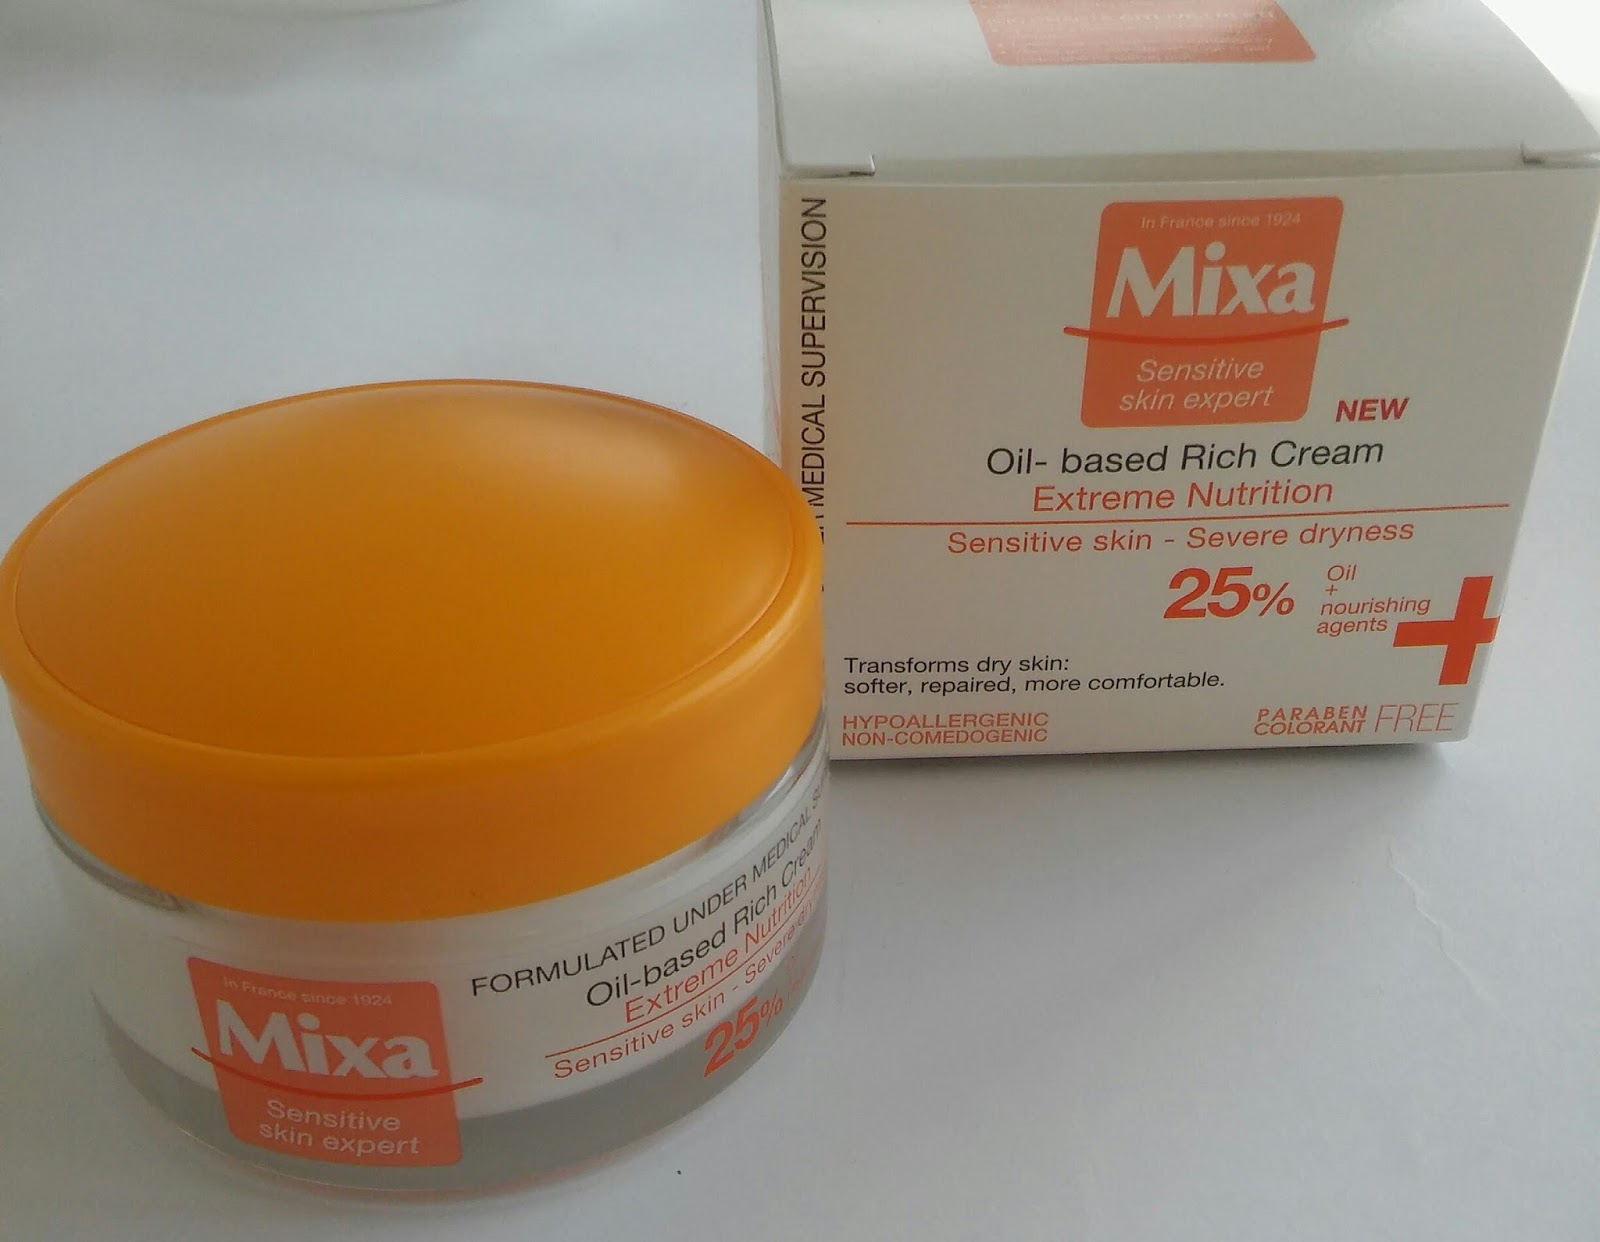 In France since 1924
Mixa
Sensitive
skin expert
NEW
Oil- based Rich Cream
Extreme Nutrition
Sensitive skin - Severe dryness
25% Oil
+
nourishing
agents
Transforms dry skin:
softer, repaired, more comfortable.
HYPOALLERGENIC
NON-COMEDOGENIC
PARABEN
COLORANT FREE
MEDICAL SUPERVISION
FORMULATED UNDER MEDICAL
Oil-based Rich Cream
Extreme Nutrition
Sensitive skin - Severe
25%
In France since 1924
Mixa
Sensitive
skin expert